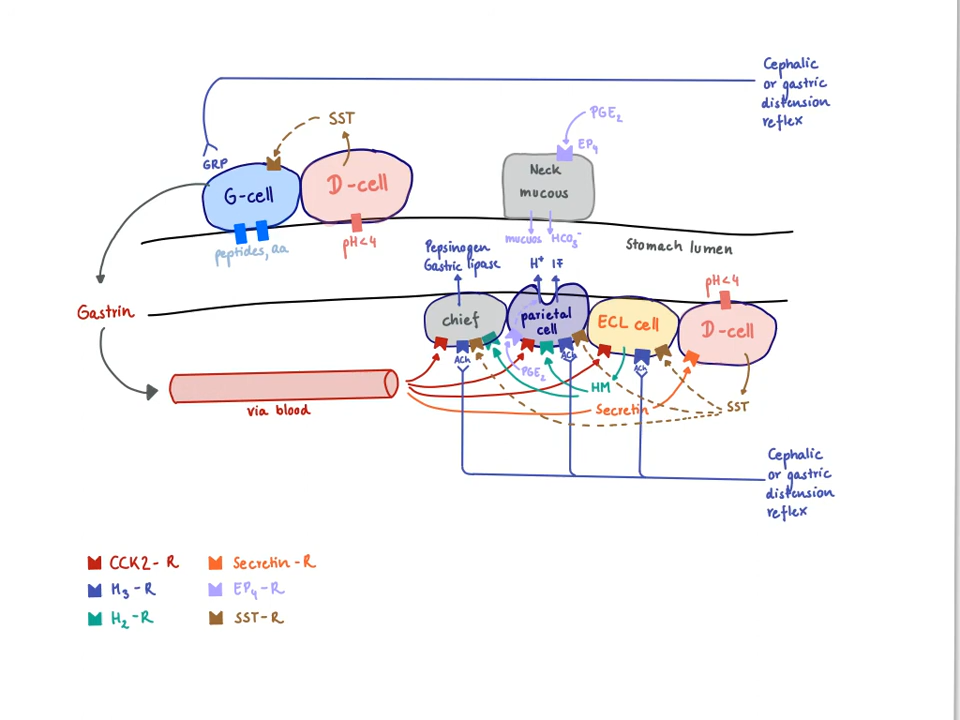 Cephalic
or gastric
distension
reflex
SST
PGE₂
GRP
EP₄
G-cell
D-cell
Neck
mucous
peptides, aa
pH<4
mucous HCO₃⁻
Stomach lumen
Pepsinogen
Gastric lipase
H⁺ IF
pH<4
Gastrin
chief
parietal
cell
ECL cell
D-cell
ACh
ACh
ACh
PGE₂
HM
via blood
Secretin
SST
Cephalic
or gastric
distension
reflex
CCK2-R
Secretin-R
M₃-R
EP₄-R
H₂-R
SST-R